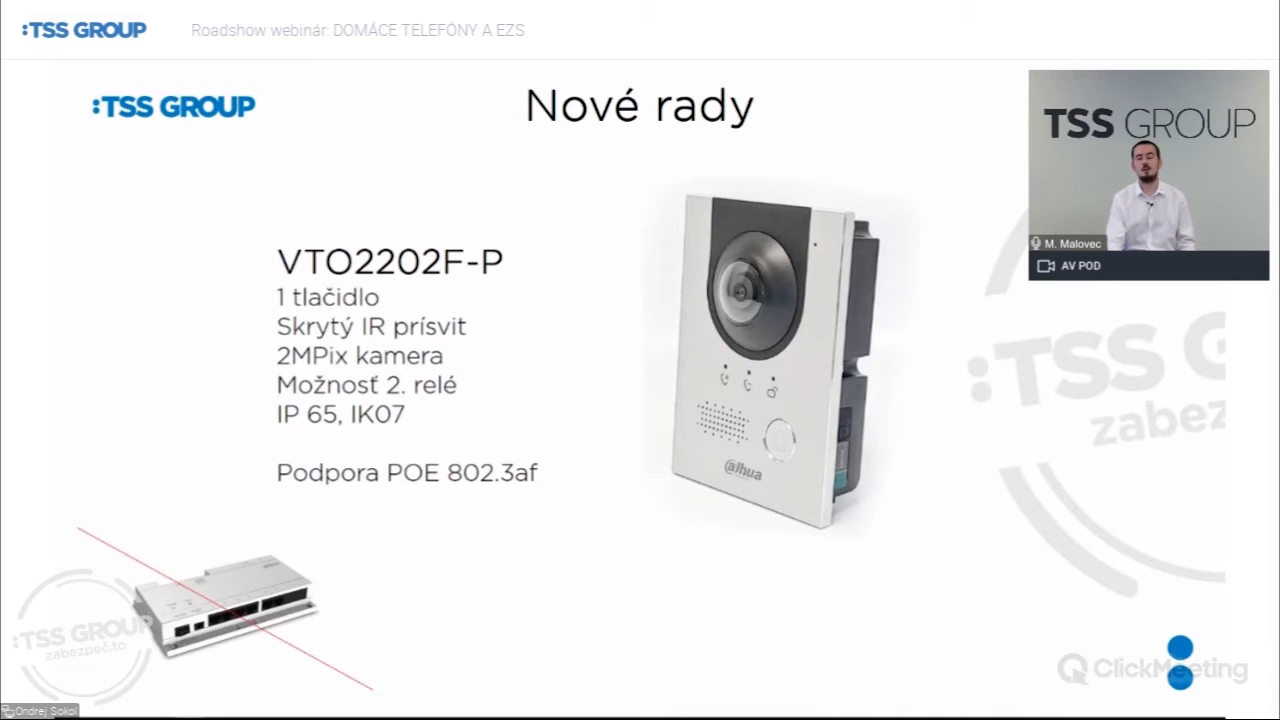 :TSS GROUP
Roadshow webinár: DOMÁCE TELEFÓNY A EZS
:TSS GROUP
Nové rady
TSS GROUP
M. Malovec
AV POD
VTO2202F-P
1 tlačidlo
Skrytý IR prísvit
2MPix kamera
Možnosť 2. relé
IP 65, IK07
Podpora POE 802.3af
alhua
:TSS G
zabez
:TSS GROUP
zabezpeč.to
ClickMeeting
Ondrej Sokol